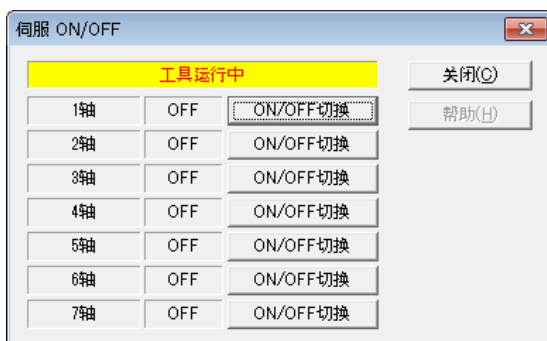 伺服 ON/OFF
工具运行中
关闭(C)
1轴 OFF ON/OFF切换
帮助(H)
2轴 OFF ON/OFF切换
3轴 OFF ON/OFF切换
4轴 OFF ON/OFF切换
5轴 OFF ON/OFF切换
6轴 OFF ON/OFF切换
7轴 OFF ON/OFF切换